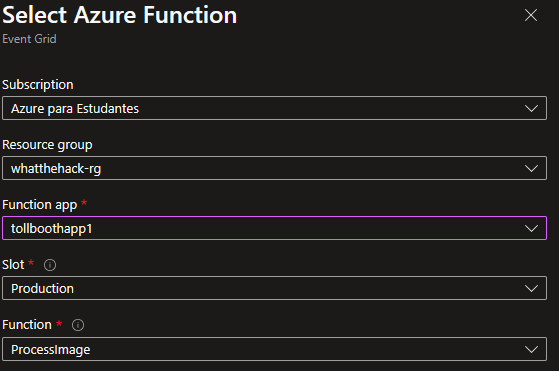 Select Azure Function
Event Grid
Subscription
Azure para Estudantes
Resource group
whatthehack-rg
Function app *
tollboothapp1
Slot *
Production
Function *
ProcessImage